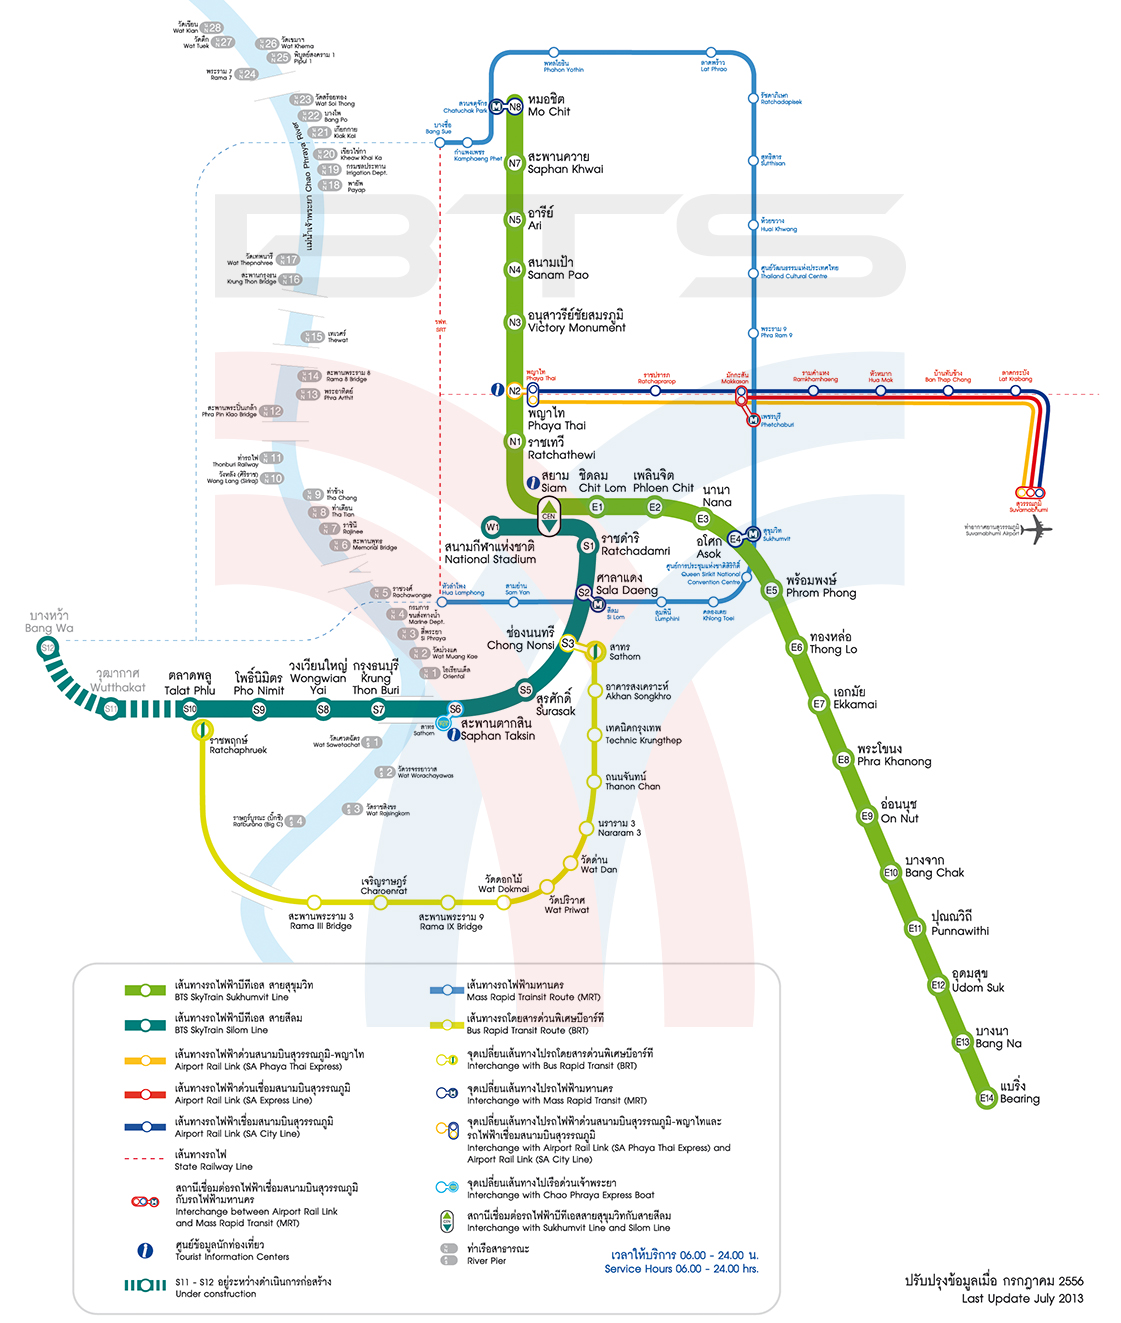 วัดเขียน
Wat Kian
28
วัดตึก
Wat Tuek
27
26
วัดเขมาฯ
Wat Khema
25
พิบูลย์สงคราม 1
Pipul 1
พระราม 7
Rama 7
24
23
วัดสร้อยทอง
Wat Soi Thong
22
บางโพ
Bang Po
21
เกียกกาย
Kiak Kai
20
เขียวไข่กา
Kheaw Khai Ka
19
กรมชลประทาน
Irrigation Dept.
18
พายัพ
Payap
แม่น้ำเจ้าพระยา Chao Phraya River
วัดเทพนารี
Wat Thepnahree
17
สะพานกรุงธน
Krung Thon Bridge
16
15
เทเวศร์
Thewat
14
สะพานพระราม 8
Rama 8 Bridge
13
พระอาทิตย์
Phra Arthit
สะพานพระปิ่นเกล้า
Phra Pin Klao Bridge
12
ท่ารถไฟ
Thonburi Railway
11
วังหลัง (ศิริราช)
Wang Lang (Siriraj)
10
9
ท่าช้าง
Tha Chang
8
ท่าเตียน
Tha Tian
7
ราชินี
Rajinee
6
สะพานพุทธ
Memorial Bridge
5
ราชวงศ์
Rachawongse
4
กรมการ
ขนส่งทางน้ำ
Marine Dept.
3
สี่พระยา
Si Phraya
2
วัดม่วงแค
Wat Muang Kae
1
โอเรียนเต็ล
Oriental
สาทร
Sathorn
วัดเศวตฉัตร
Wat Sawetachat
1
2
วัดวรจรรยาวาส
Wat Worachayawas
3
วัดราชสิงขร
Wat Rajsingkorn
ราษฎร์บูรณะ (บิ๊กซี)
Ratburana (Big C)
4
พหลโยธิน
Phahon Yothin
ลาดพร้าว
Lat Phrao
รัชดาภิเษก
Ratchadapisek
สุทธิสาร
Sutthisan
ห้วยขวาง
Huai Khwang
ศูนย์วัฒนธรรมแห่งประเทศไทย
Thailand Cultural Centre
พระราม 9
Phra Ram 9
เพชรบุรี
Phetchaburi
สุขุมวิท
Sukhumvit
ศูนย์การประชุมแห่งชาติสิริกิติ์
Queen Sirikit National
Convention Centre
คลองเตย
Khlong Toei
ลุมพินี
Lumphini
สีลม
Si Lom
สามย่าน
Sam Yan
หัวลำโพง
Hua Lamphong
สวนจตุจักร
Chatuchak Park
บางซื่อ
Bang Sue
กำแพงเพชร
Kamphaeng Phet
รฟท.
SRT
BTS
N8
หมอชิต
Mo Chit
N7
สะพานควาย
Saphan Khwai
N5
อารีย์
Ari
N4
สนามเป้า
Sanam Pao
N3
อนุสาวรีย์ชัยสมรภูมิ
Victory Monument
N2
พญาไท
Phaya Thai
N1
ราชเทวี
Ratchathewi
พญาไท
Phaya Thai
ราชปรารภ
Ratchaprarop
มักกะสัน
Makkasan
รามคำแหง
Ramkhamhaeng
หัวหมาก
Hua Mak
บ้านทับช้าง
Ban Thap Chang
ลาดกระบัง
Lat Krabang
สุวรรณภูมิ
Suvarnabhumi
ท่าอากาศยานสุวรรณภูมิ
Suvarnabhumi Airport
สยาม
Siam
CEN
E1
ชิดลม
Chit Lom
E2
เพลินจิต
Phloen Chit
E3
นานา
Nana
E4
อโศก
Asok
E5
พร้อมพงษ์
Phrom Phong
E6
ทองหล่อ
Thong Lo
E7
เอกมัย
Ekkamai
E8
พระโขนง
Phra Khanong
E9
อ่อนนุช
On Nut
E10
บางจาก
Bang Chak
E11
ปุณณวิถี
Punnawithi
E12
อุดมสุข
Udom Suk
E13
บางนา
Bang Na
E14
แบริ่ง
Bearing
W1
สนามกีฬาแห่งชาติ
National Stadium
S1
ราชดำริ
Ratchadamri
S2
ศาลาแดง
Sala Daeng
S3
ช่องนนทรี
Chong Nonsi
S5
สุรศักดิ์
Surasak
S6
สะพานตากสิน
Saphan Taksin
S7
กรุงธนบุรี
Krung
Thon Buri
S8
วงเวียนใหญ่
Wongwian
Yai
S9
โพธิ์นิมิตร
Pho Nimit
S10
ตลาดพลู
Talat Phlu
S11
วุฒากาศ
Wutthakat
S12
บางหว้า
Bang Wa
สาทร
Sathorn
อาคารสงเคราะห์
Akhan Songkhro
เทคนิคกรุงเทพ
Technic Krungthep
ถนนจันทน์
Thanon Chan
นราราม 3
Nararam 3
วัดด่าน
Wat Dan
วัดปริวาศ
Wat Priwat
วัดดอกไม้
Wat Dokmai
สะพานพระราม 9
Rama IX Bridge
เจริญราษฎร์
Charoenrat
สะพานพระราม 3
Rama III Bridge
ราชพฤกษ์
Ratchaphruek
เส้นทางรถไฟฟ้าบีทีเอส สายสุขุมวิท
BTS SkyTrain Sukhumvit Line
เส้นทางรถไฟฟ้าบีทีเอส สายสีลม
BTS SkyTrain Silom Line
เส้นทางรถไฟฟ้าด่วนสนามบินสุวรรณภูมิ-พญาไท
Airport Rail Link (SA Phaya Thai Express)
เส้นทางรถไฟฟ้าด่วนเชื่อมสนามบินสุวรรณภูมิ
Airport Rail Link (SA Express Line)
เส้นทางรถไฟฟ้าเชื่อมสนามบินสุวรรณภูมิ
Airport Rail Link (SA City Line)
เส้นทางรถไฟ
State Railway Line
สถานีเชื่อมต่อรถไฟฟ้าเชื่อมสนามบินสุวรรณภูมิ
กับรถไฟฟ้ามหานคร
Interchange between Airport Rail Link
and Mass Rapid Transit (MRT)
ศูนย์ข้อมูลนักท่องเที่ยว
Tourist Information Centers
S11 - S12 อยู่ระหว่างดำเนินการก่อสร้าง
Under construction
เส้นทางรถไฟฟ้ามหานคร
Mass Rapid Trainsit Route (MRT)
เส้นทางรถโดยสารด่วนพิเศษบีอาร์ที
Bus Rapid Transit Route (BRT)
จุดเปลี่ยนเส้นทางไปรถโดยสารด่วนพิเศษบีอาร์ที
Interchange with Bus Rapid Transit (BRT)
จุดเปลี่ยนเส้นทางไปรถไฟฟ้ามหานคร
Interchange with Mass Rapid Transit (MRT)
จุดเปลี่ยนเส้นทางไปรถไฟฟ้าด่วนสนามบินสุวรรณภูมิ-พญาไทและ
รถไฟฟ้าเชื่อมสนามบินสุวรรณภูมิ
Interchange with Airport Rail Link (SA Phaya Thai Express) and
Airport Rail Link (SA City Line)
จุดเปลี่ยนเส้นทางไปเรือด่วนเจ้าพระยา
Interchange with Chao Phraya Express Boat
สถานีเชื่อมต่อรถไฟฟ้าบีทีเอสสายสุขุมวิทกับสายสีลม
Interchange with Sukhumvit Line and Silom Line
ท่าเรือสาธารณะ
River Pier
เวลาให้บริการ 06.00 - 24.00 น.
Service Hours 06.00 - 24.00 hrs.
ปรับปรุงข้อมูลเมื่อ กรกฎาคม 2556
Last Update July 2013